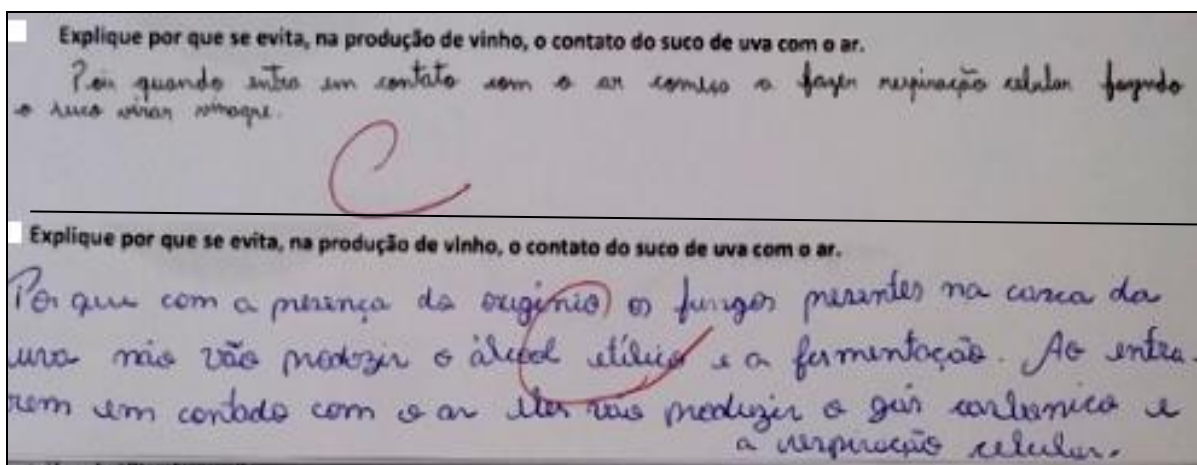 Explique por que se evita, na produção de vinho, o contato do suco de uva com o ar.
Pois quando entra em contato com o ar começa a fazer respiração celular fazendo
o suco virar vinagre.
C
Explique por que se evita, na produção de vinho, o contato do suco de uva com o ar.
Por que com a presença do oxigênio os fungos presentes na casca da
uva não vão produzir o álcool etílico e a fermentação. Ao entra-
rem em contado com o ar eles vão produzir o gás carbonico e
a respiração celular.